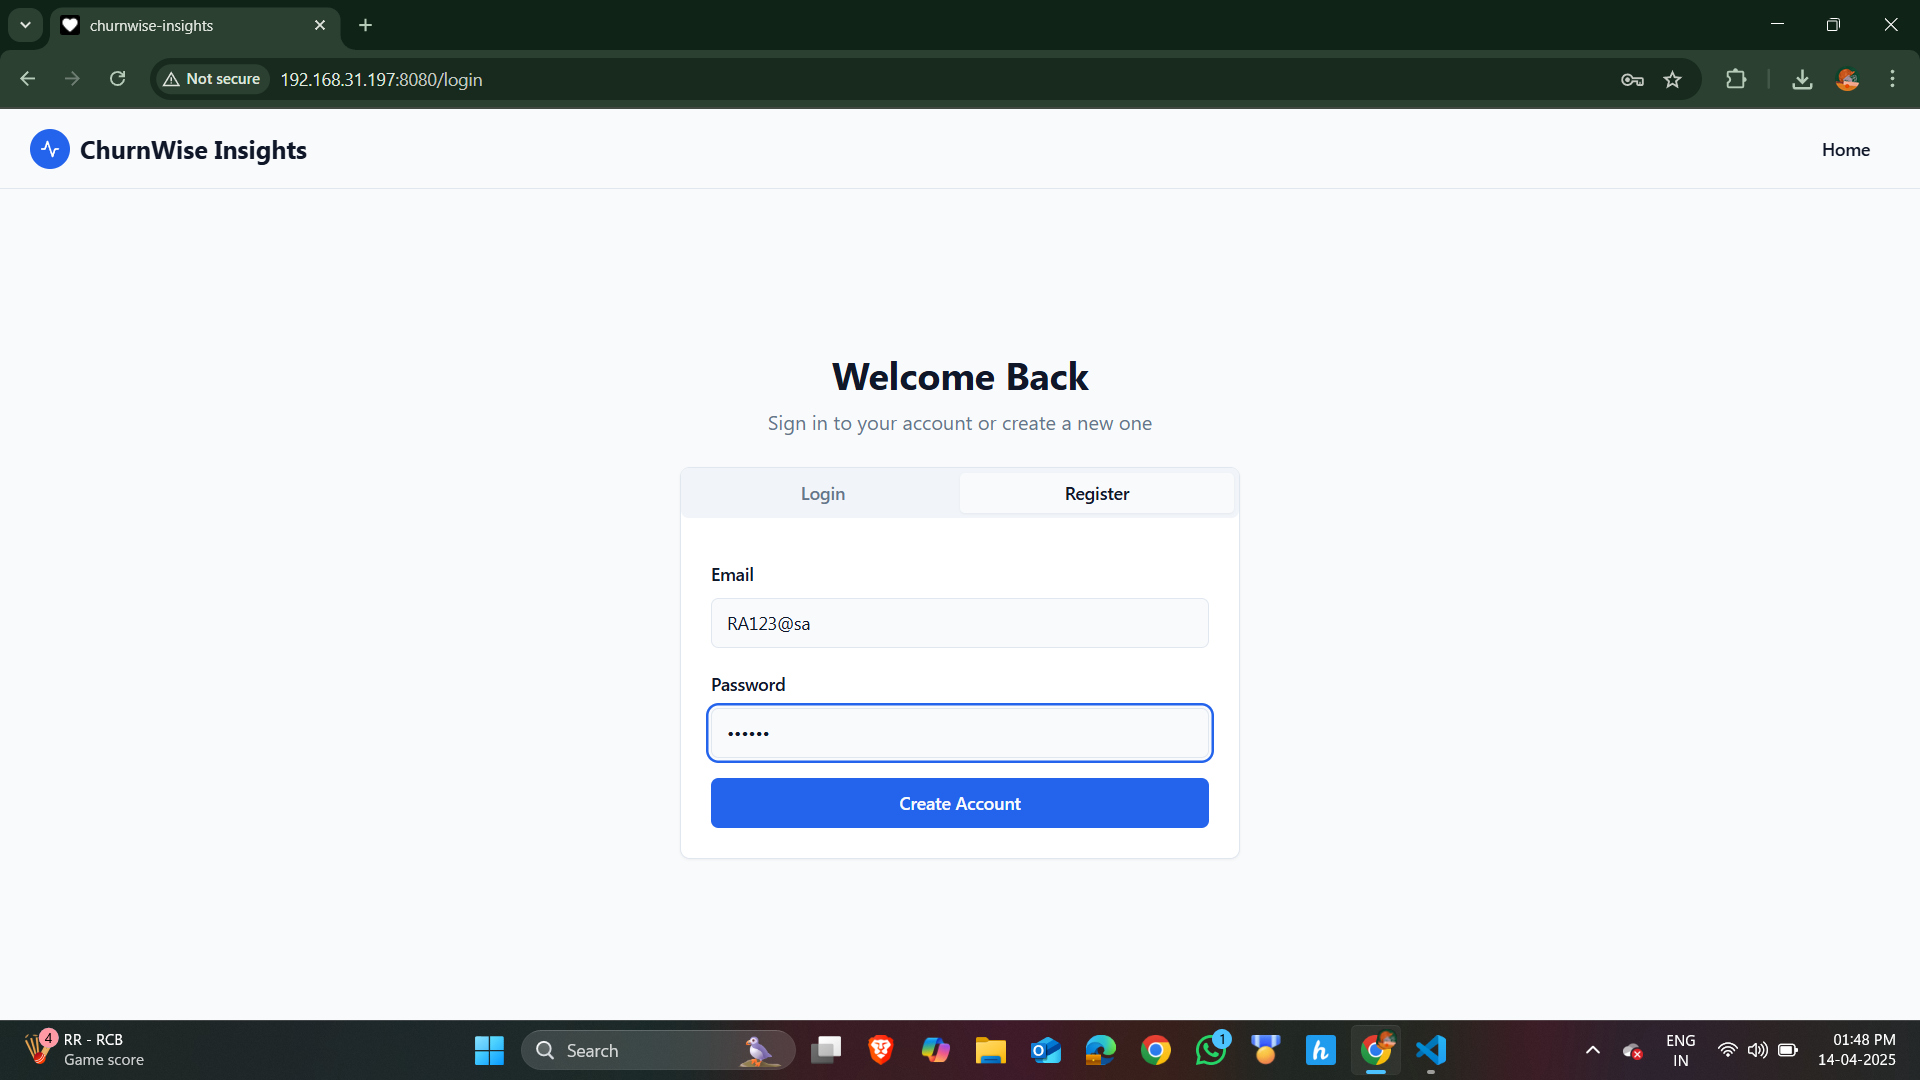 churnwise-insights
Not secure
192.168.31.197:8080/login
ChurnWise Insights
Home
Welcome Back
Sign in to your account or create a new one
Login
Register
Email
RA123@sa
Password
••••••
Create Account
4
RR - RCB
Game score
Search
1
ENG
IN
01:48 PM
14-04-2025